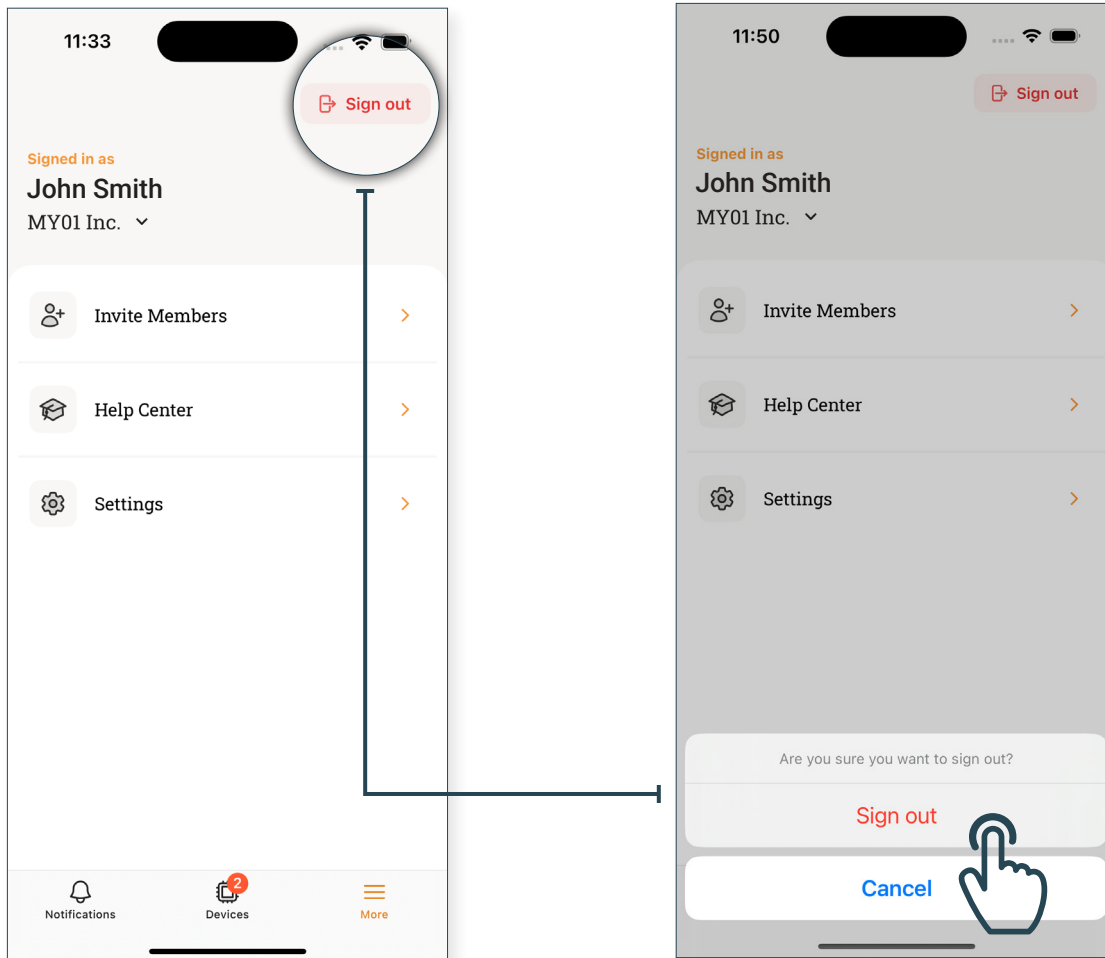 11:33
Sign out
Signed in as
John Smith
MY01 Inc.
Invite Members
Help Center
Settings
2
Notifications
Devices
More
11:50
Sign out
Signed in as
John Smith
MY01 Inc.
Invite Members
Help Center
Settings
Are you sure you want to sign out?
Sign out
Cancel